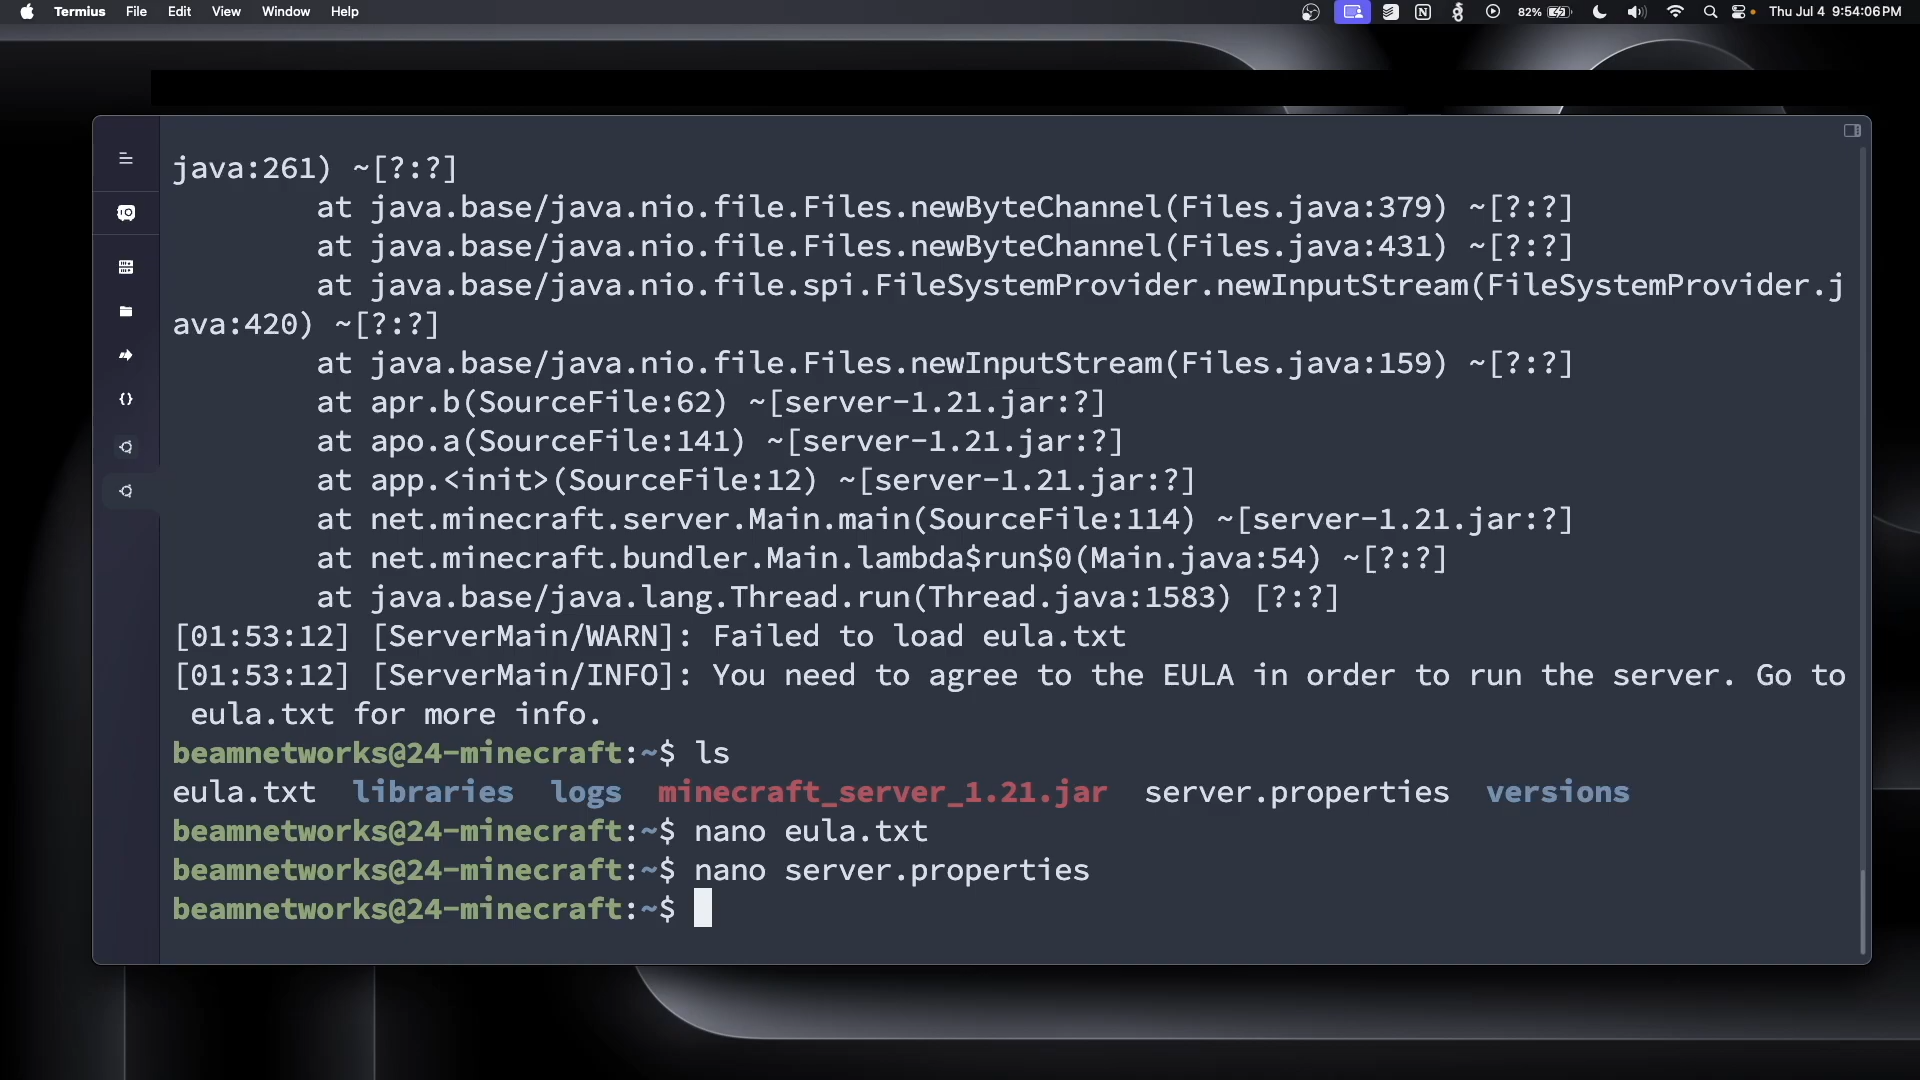 Termius File Edit View Window Help 82% Thu Jul 4 9:54:06 PM
java:261) ~[?:?]
at java.base/java.nio.file.Files.newByteChannel(Files.java:379) ~[?:?]
at java.base/java.nio.file.Files.newByteChannel(Files.java:431) ~[?:?]
at java.base/java.nio.file.spi.FileSystemProvider.newInputStream(FileSystemProvider.j
ava:420) ~[?:?]
at java.base/java.nio.file.Files.newInputStream(Files.java:159) ~[?:?]
at apr.b(SourceFile:62) ~[server-1.21.jar:?]
at apo.a(SourceFile:141) ~[server-1.21.jar:?]
at app.<init>(SourceFile:12) ~[server-1.21.jar:?]
at net.minecraft.server.Main.main(SourceFile:114) ~[server-1.21.jar:?]
at net.minecraft.bundler.Main.lambda$run$0(Main.java:54) ~[?:?]
at java.base/java.lang.Thread.run(Thread.java:1583) [?:?]
[01:53:12] [ServerMain/WARN]: Failed to load eula.txt
[01:53:12] [ServerMain/INFO]: You need to agree to the EULA in order to run the server. Go to
eula.txt for more info.
beamnetworks@24-minecraft:~$ ls
eula.txt libraries logs minecraft_server_1.21.jar server.properties versions
beamnetworks@24-minecraft:~$ nano eula.txt
beamnetworks@24-minecraft:~$ nano server.properties
beamnetworks@24-minecraft:~$